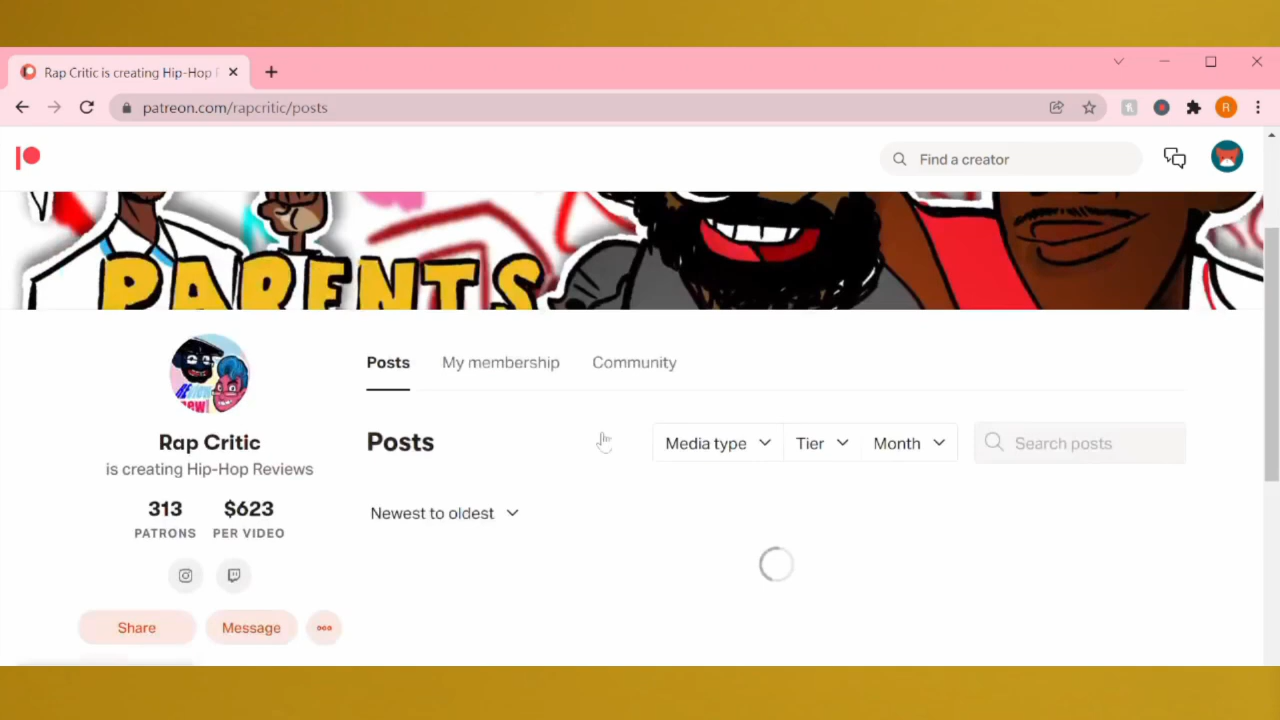 Rap Critic is creating Hip-Hop
patreon.com/rapcritic/posts
R
Find a creator
PARENTS
Posts
My membership
Community
Rap Critic
is creating Hip-Hop Reviews
313
$623
PATRONS
PER VIDEO
Share
Message
Posts
Media type
Tier
Month
Search posts
Newest to oldest